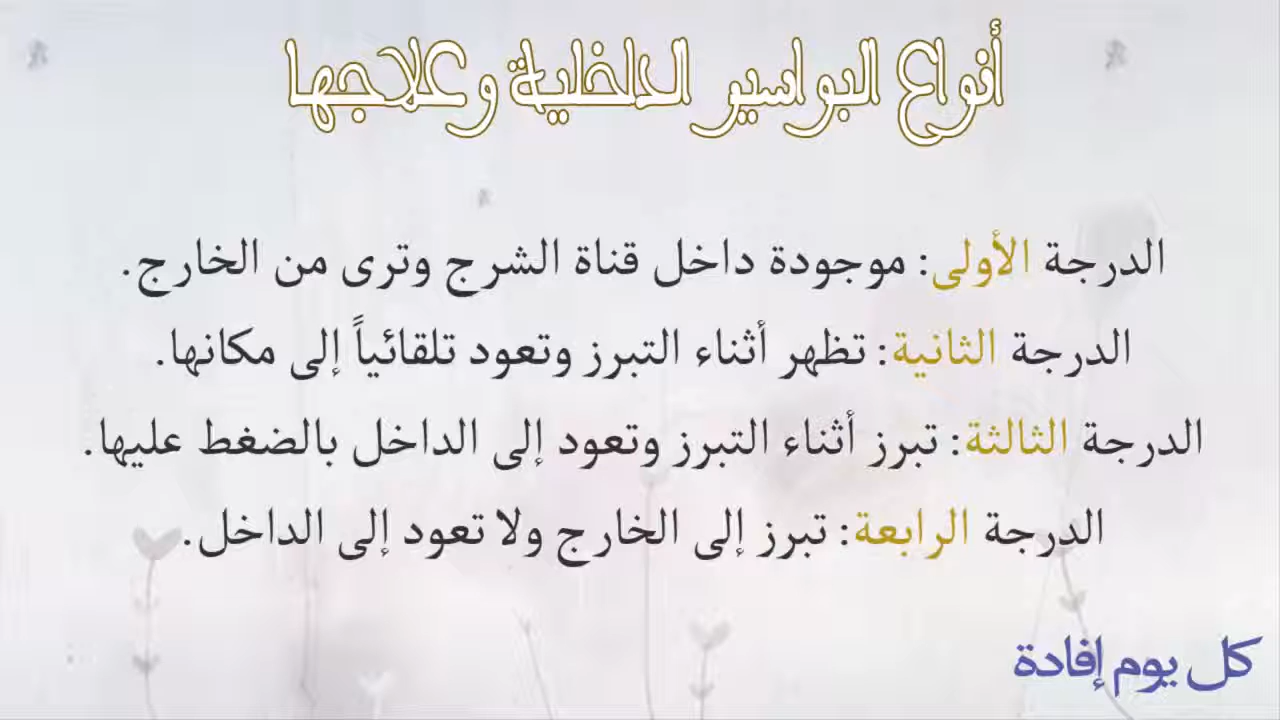 أنواع البواسير الداخلية وعلاجها
الدرجة الأولى: موجودة داخل قناة الشرج وترى من الخارج.
الدرجة الثانية: تظهر أثناء التبرز وتعود تلقائياً إلى مكانها.
الدرجة الثالثة: تبرز أثناء التبرز وتعود إلى الداخل بالضغط عليها.
الدرجة الرابعة: تبرز إلى الخارج ولا تعود إلى الداخل.
كل يوم إفادة